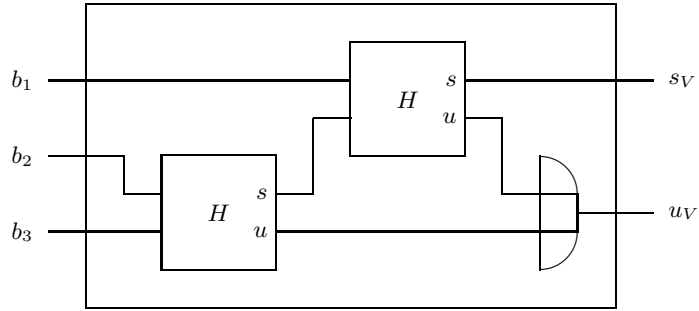 b₁ H s s_V
u
b₂
H s u_V
b₃ u